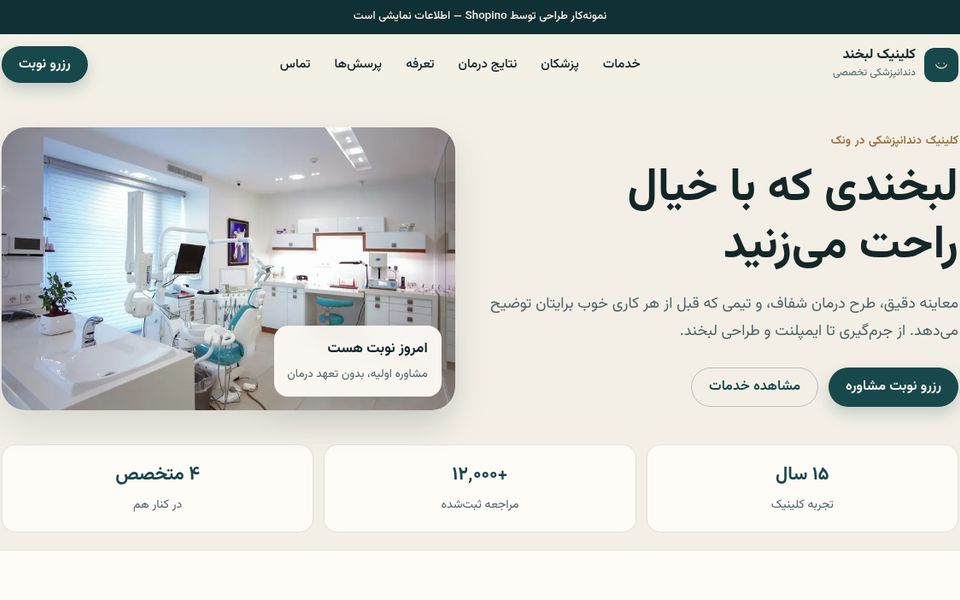 نمونه‌کار طراحی توسط Shopino — اطلاعات نمایشی است
کلینیک لبخند
دندانپزشکی تخصصی
خدمات
پزشکان
نتایج درمان
تعرفه
پرسش‌ها
تماس
رزرو نوبت
کلینیک دندانپزشکی در ونک
لبخندی که با خیال
راحت می‌زنید
معاینه دقیق، طرح درمان شفاف، و تیمی که قبل از هر کاری خوب برایتان توضیح
می‌دهد. از جرم‌گیری تا ایمپلنت و طراحی لبخند.
رزرو نوبت مشاوره
مشاهده خدمات
امروز نوبت هست
مشاوره اولیه، بدون تعهد درمان
۱۵ سال
تجربه کلینیک
+۱۲,۰۰۰
مراجعه ثبت‌شده
۴ متخصص
در کنار هم